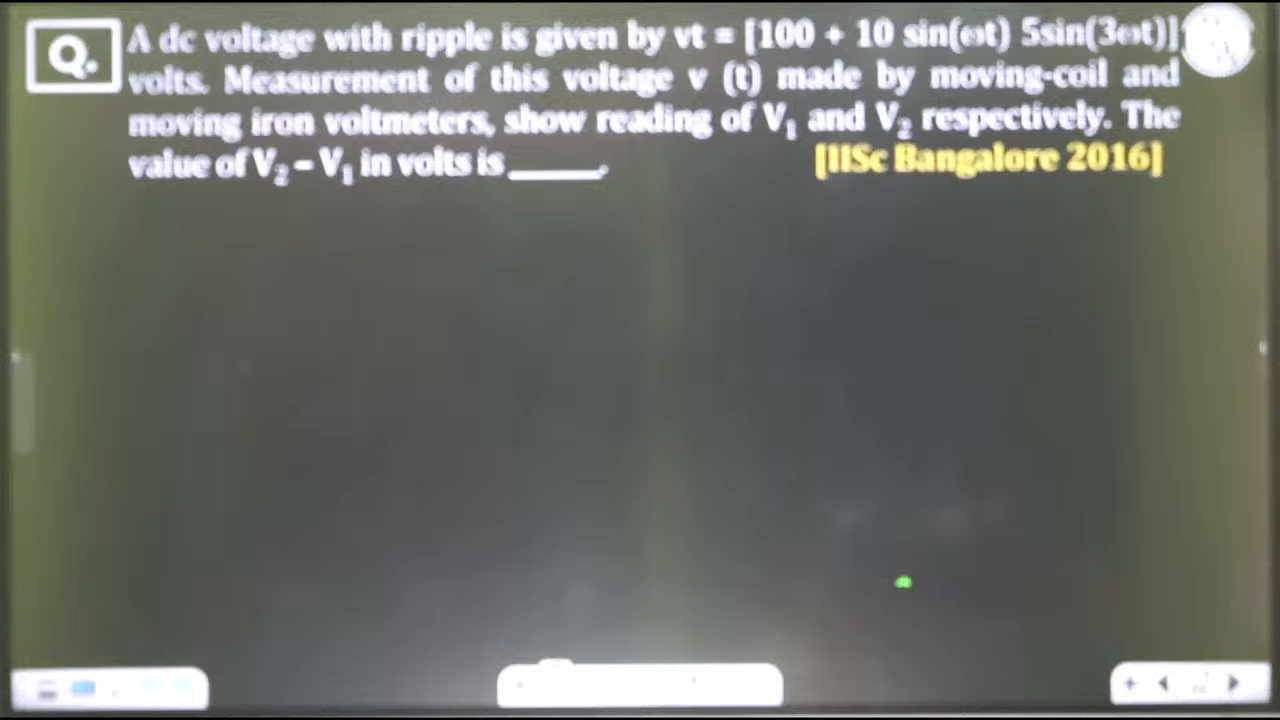 Q.
A dc voltage with ripple is given by vt = [100 + 10 sin(ωt) 5sin(3ωt)]
volts. Measurement of this voltage v (t) made by moving-coil and
moving iron voltmeters, show reading of V₁ and V₂ respectively. The
value of V₂ – V₁ in volts is _____.
[IISc Bangalore 2016]